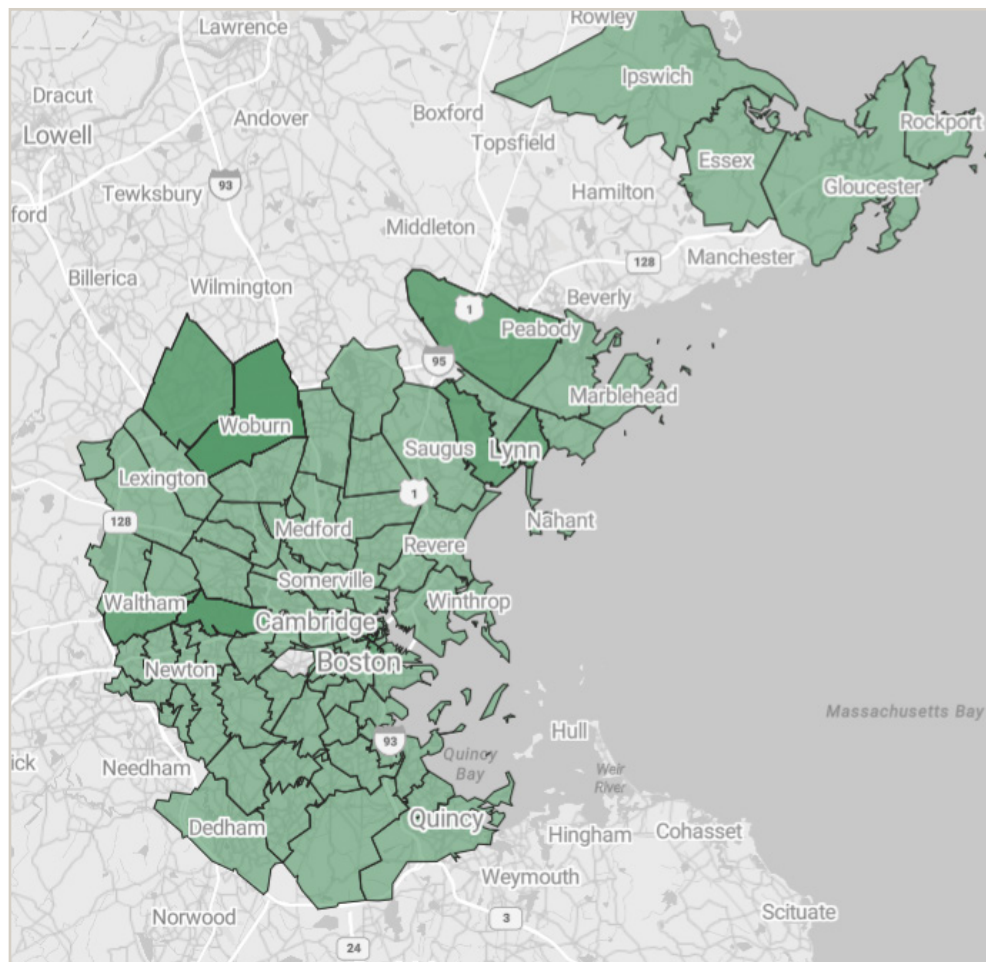 Rowley
Lawrence
Ipswich
Dracut
Boxford
Andover
Rockport
Lowell
Topsfield
Essex
93
Gloucester
Tewksbury
Hamilton
ford
Middleton
Manchester
128
Billerica
Wilmington
Beverly
1
Peabody
95
Marblehead
Woburn
Saugus
Lynn
Lexington
1
128
Medford
Nahant
Revere
Somerville
Waltham
Winthrop
Cambridge
Newton
Boston
Massachusetts Bay
Hull
93
Quincy
Bay
ick
Needham
Weir
River
Quincy
Dedham
Hingham
Cohasset
Weymouth
Norwood
3
Scituate
24